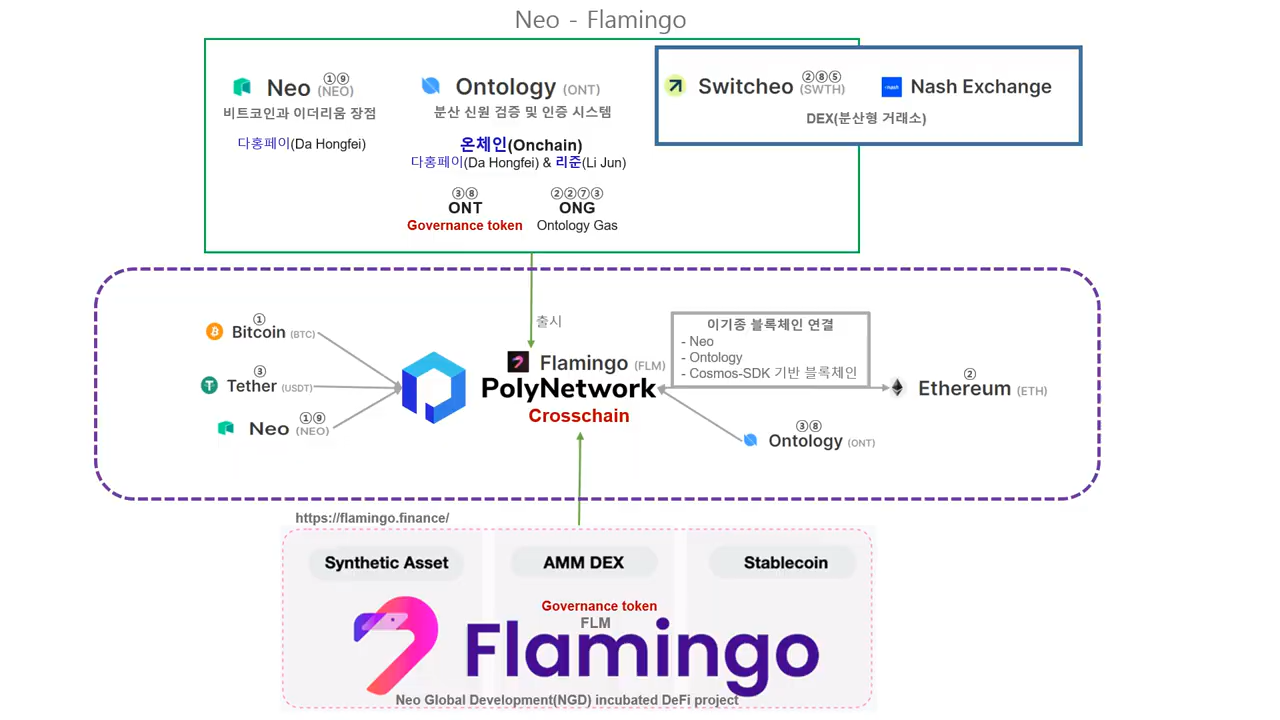 Neo - Flamingo
Neo ①⑨ (NEO)
비트코인과 이더리움 장점
다홍페이(Da Hongfei)
Ontology (ONT)
분산 신원 검증 및 인증 시스템
온체인(Onchain)
다홍페이(Da Hongfei) & 리준(Li Jun)
③⑧
ONT
Governance token
②②⑦③
ONG
Ontology Gas
Switcheo ②⑧⑤ (SWTH)
nash Nash Exchange
DEX(분산형 거래소)
출시
①
Bitcoin (BTC)
③
Tether (USDT)
①⑨
Neo (NEO)
Flamingo (FLM)
PolyNetwork
Crosschain
이기종 블록체인 연결
- Neo
- Ontology
- Cosmos-SDK 기반 블록체인
②
Ethereum (ETH)
③⑧
Ontology (ONT)
https://flamingo.finance/
Synthetic Asset
AMM DEX
Stablecoin
Governance token
FLM
Flamingo
Neo Global Development(NGD) incubated DeFi project